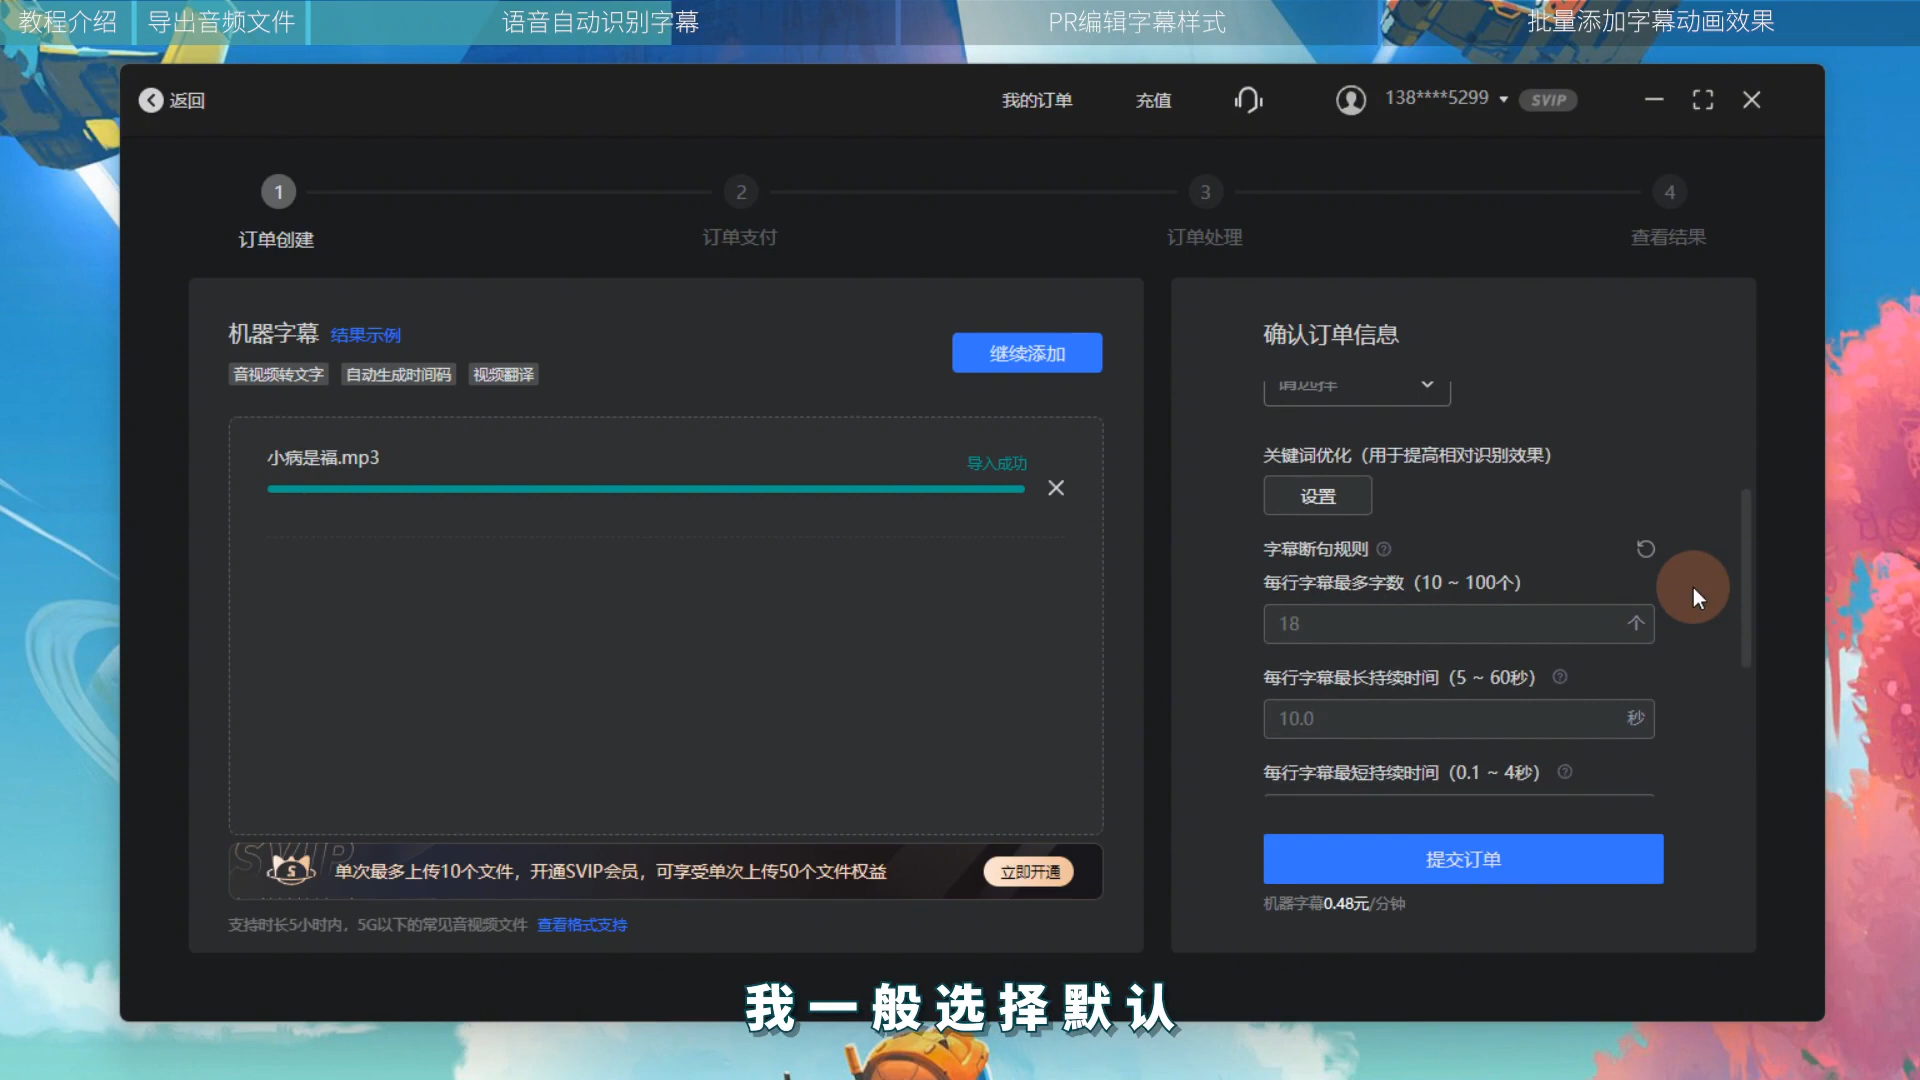 教程介绍
导出音频文件
语音自动识别字幕
PR编辑字幕样式
批量添加字幕动画效果
返回
我的订单
充值
138****5299
SVIP
1
2
3
4
订单创建
订单支付
订单处理
查看结果
机器字幕 结果示例
音视频转文字 自动生成时间码 视频翻译
继续添加
小病是福.mp3
导入成功
SVIP
S
单次最多上传10个文件，开通SVIP会员，可享受单次上传50个文件权益
立即开通
支持时长5小时内，5G以下的常见音视频文件 查看格式支持
确认订单信息
请选择
关键词优化（用于提高相对识别效果）
设置
字幕断句规则
每行字幕最多字数（10 ~ 100个）
18 个
每行字幕最长持续时间（5 ~ 60秒）
10.0 秒
每行字幕最短持续时间（0.1 ~ 4秒）
提交订单
机器字幕0.48元/分钟
我一般选择默认